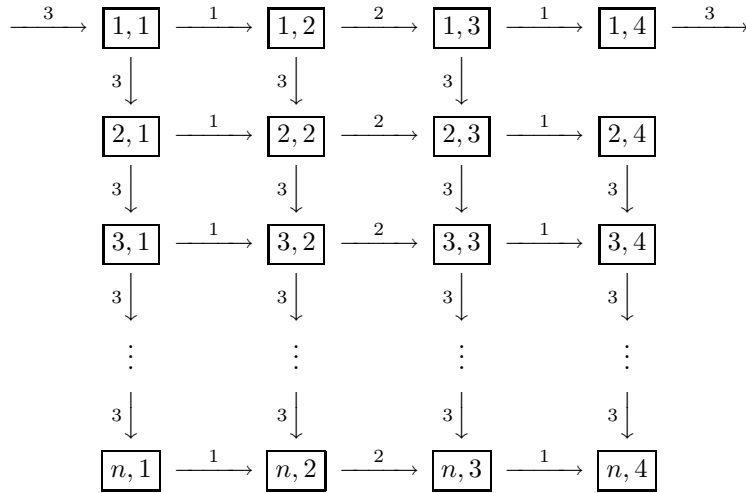 3 1 2 1 3
1, 1 1, 2 1, 3 1, 4
3 3 3
1 2 1
2, 1 2, 2 2, 3 2, 4
3 3 3 3
1 2 1
3, 1 3, 2 3, 3 3, 4
3 3 3 3
⋮ ⋮ ⋮ ⋮
3 3 3 3
1 2 1
n, 1 n, 2 n, 3 n, 4